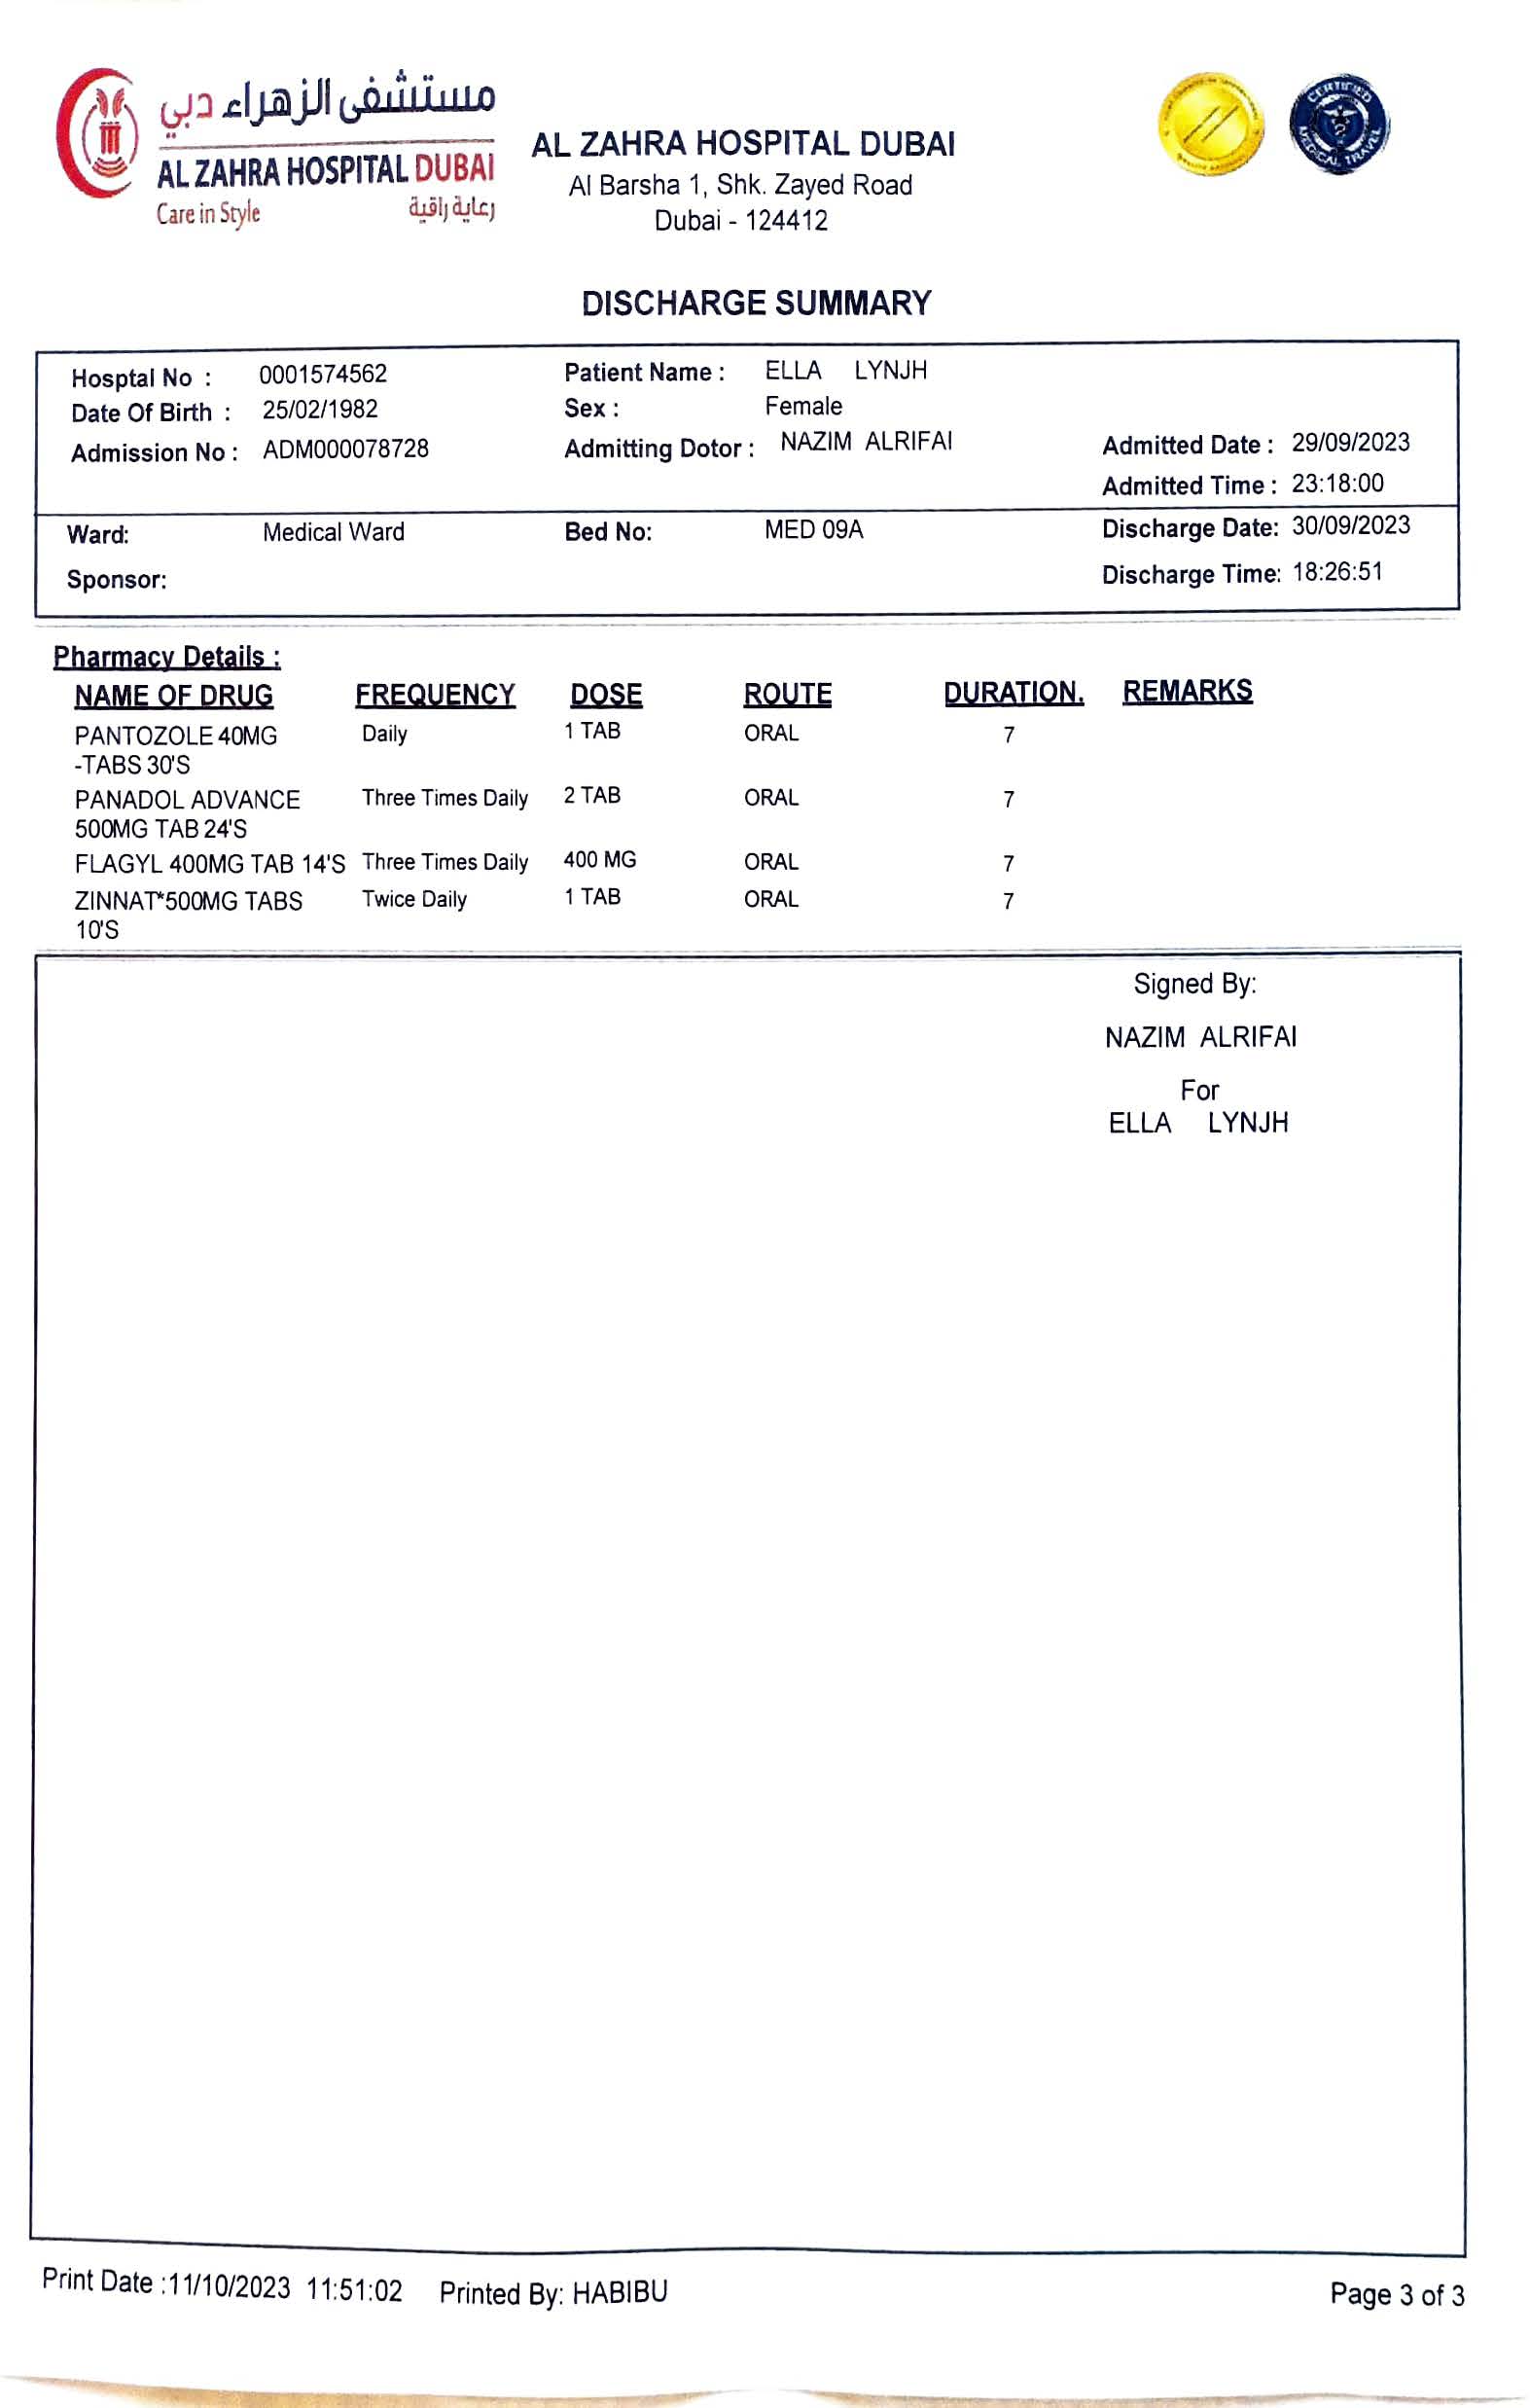 مستشفى الزهراء دبي
AL ZAHRA HOSPITAL DUBAI
Care in Style رعاية راقية
AL ZAHRA HOSPITAL DUBAI
Al Barsha 1, Shk. Zayed Road
Dubai - 124412
CERTIFIED
MEDICAL TRAVEL
DISCHARGE SUMMARY
Hosptal No : 0001574562 Patient Name : ELLA LYNJH
Date Of Birth : 25/02/1982 Sex : Female
Admission No : ADM000078728 Admitting Dotor : NAZIM ALRIFAI Admitted Date : 29/09/2023
Admitted Time : 23:18:00
Ward: Medical Ward Bed No: MED 09A Discharge Date: 30/09/2023
Sponsor: Discharge Time: 18:26:51
Pharmacy Details :
NAME OF DRUG FREQUENCY DOSE ROUTE DURATION. REMARKS
PANTOZOLE 40MG Daily 1 TAB ORAL 7
-TABS 30'S
PANADOL ADVANCE Three Times Daily 2 TAB ORAL 7
500MG TAB 24'S
FLAGYL 400MG TAB 14'S Three Times Daily 400 MG ORAL 7
ZINNAT*500MG TABS Twice Daily 1 TAB ORAL 7
10'S
Signed By:
NAZIM ALRIFAI
For
ELLA LYNJH
Print Date :11/10/2023 11:51:02 Printed By: HABIBU Page 3 of 3